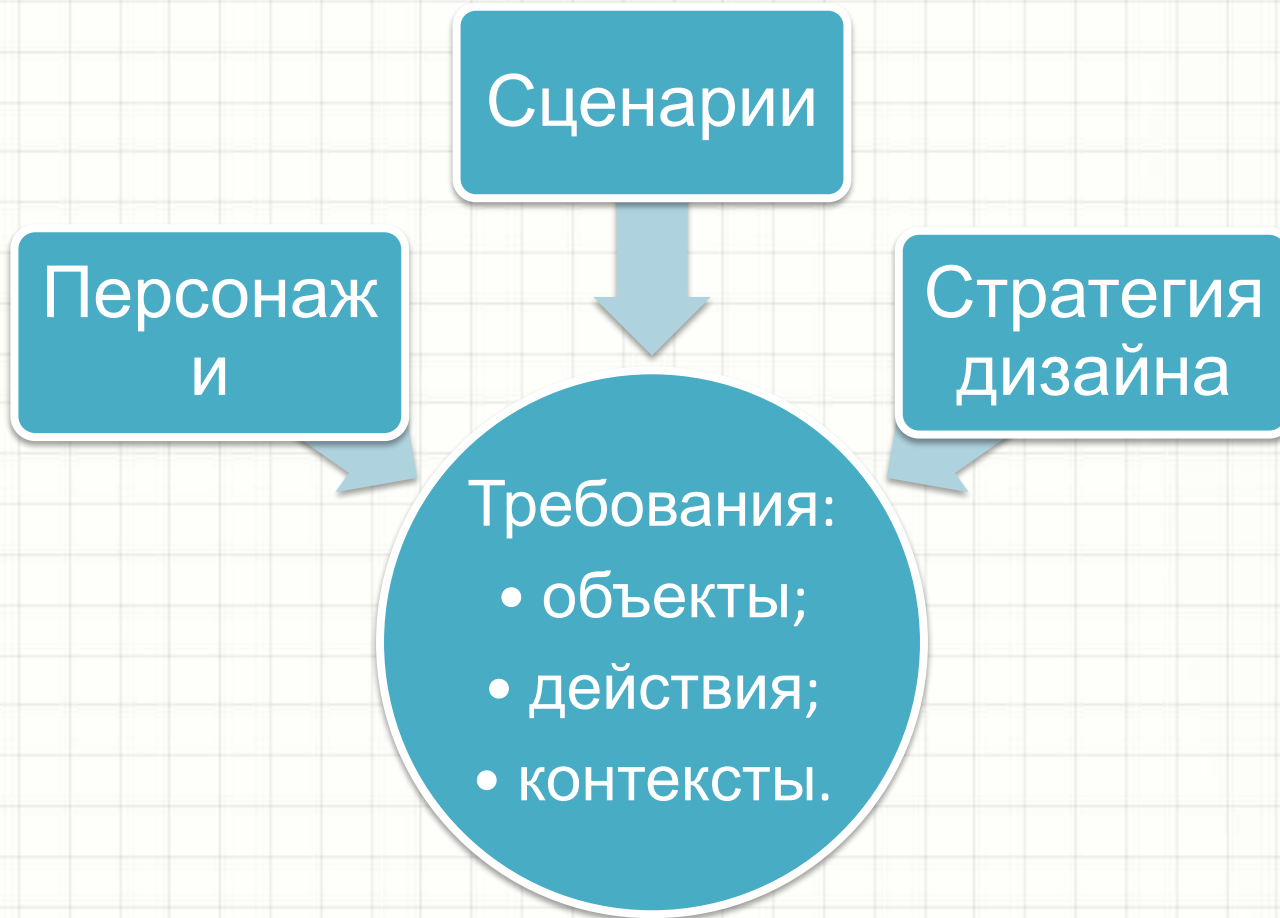 Сценарии
Персонаж
и
Стратегия
дизайна
Требования:
• объекты;
• действия;
• контексты.